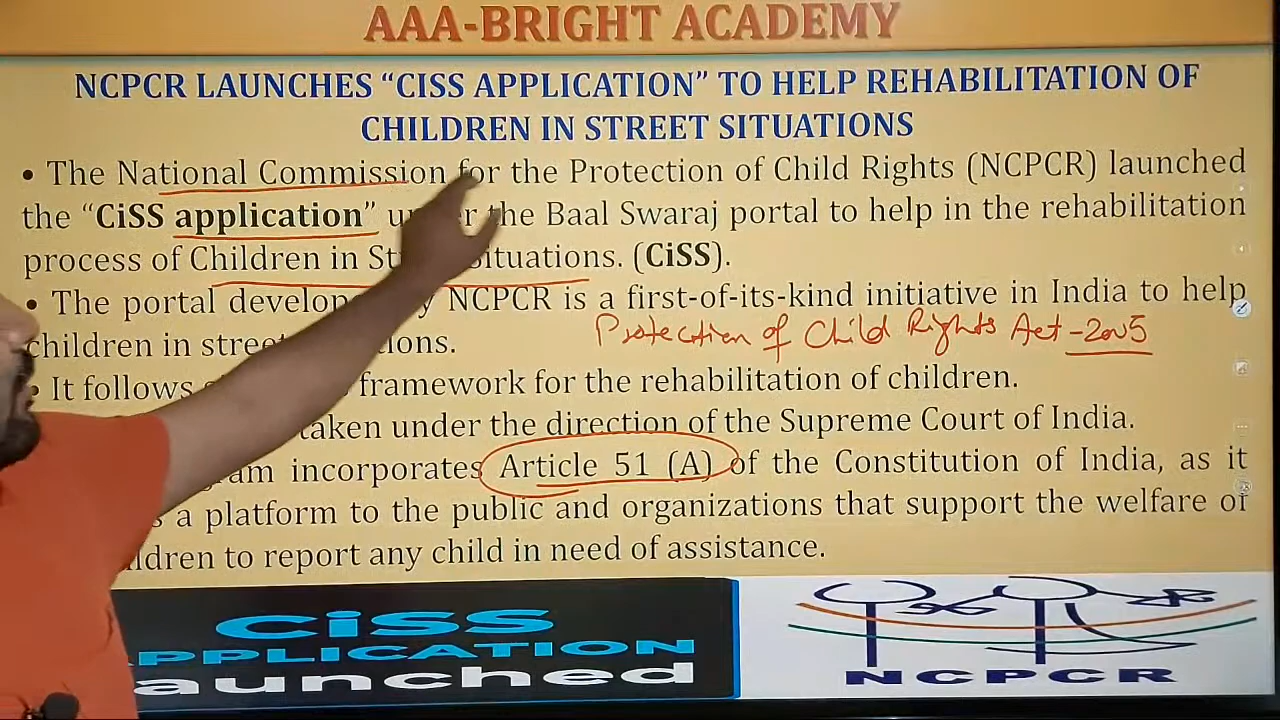 AAA-BRIGHT ACADEMY
NCPCR LAUNCHES “CISS APPLICATION” TO HELP REHABILITATION OF
CHILDREN IN STREET SITUATIONS
• The National Commission for the Protection of Child Rights (NCPCR) launched
the “CiSS application” the Baal Swaraj portal to help in the rehabilitation
process of Children in (CiSS).
• The portal NCPCR is a first-of-its-kind initiative in India to help
Protection of Child Rights Act - 2005
children in
• It follows framework for the rehabilitation of children.
taken under the direction of the Supreme Court of India.
incorporates Article 51 (A) of the Constitution of India, as it
a platform to the public and organizations that support the welfare of
to report any child in need of assistance.
CiSS
APPLICATION
NCPCR